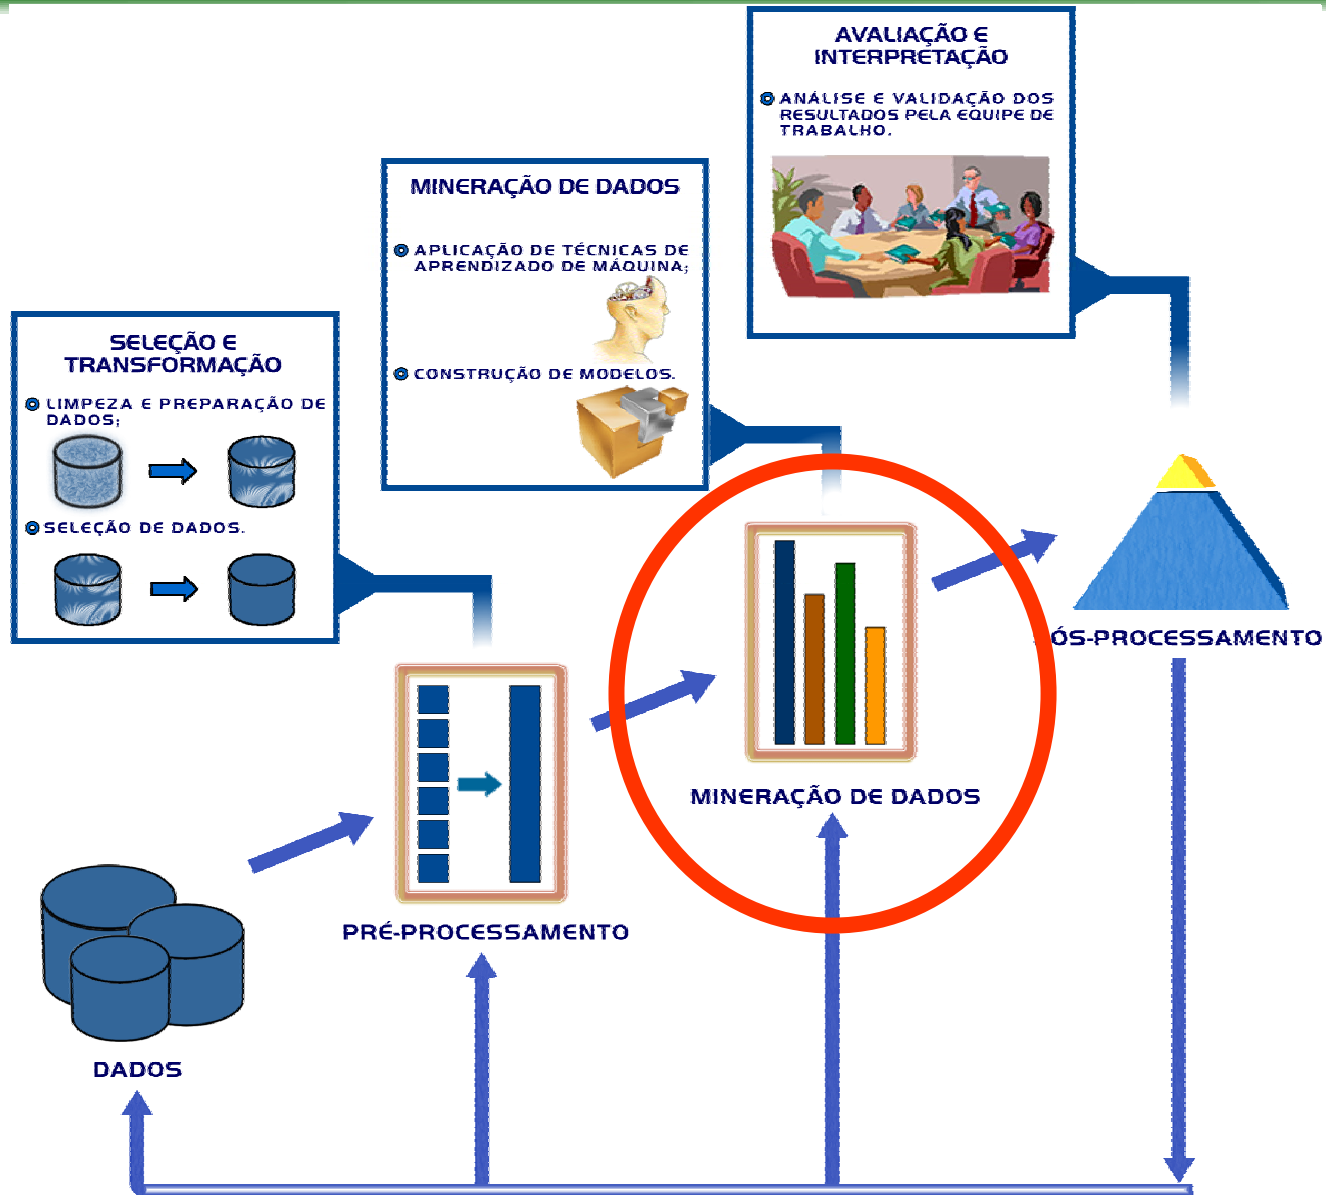 AVALIAÇÃO E
INTERPRETAÇÃO
ANÁLISE E VALIDAÇÃO DOS
RESULTADOS PELA EQUIPE DE
TRABALHO.
MINERAÇÃO DE DADOS
APLICAÇÃO DE TÉCNICAS DE
APRENDIZADO DE MÁQUINA;
CONSTRUÇÃO DE MODELOS.
SELEÇÃO E
TRANSFORMAÇÃO
LIMPEZA E PREPARAÇÃO DE
DADOS;
SELEÇÃO DE DADOS.
PÓS-PROCESSAMENTO
MINERAÇÃO DE DADOS
PRÉ-PROCESSAMENTO
DADOS